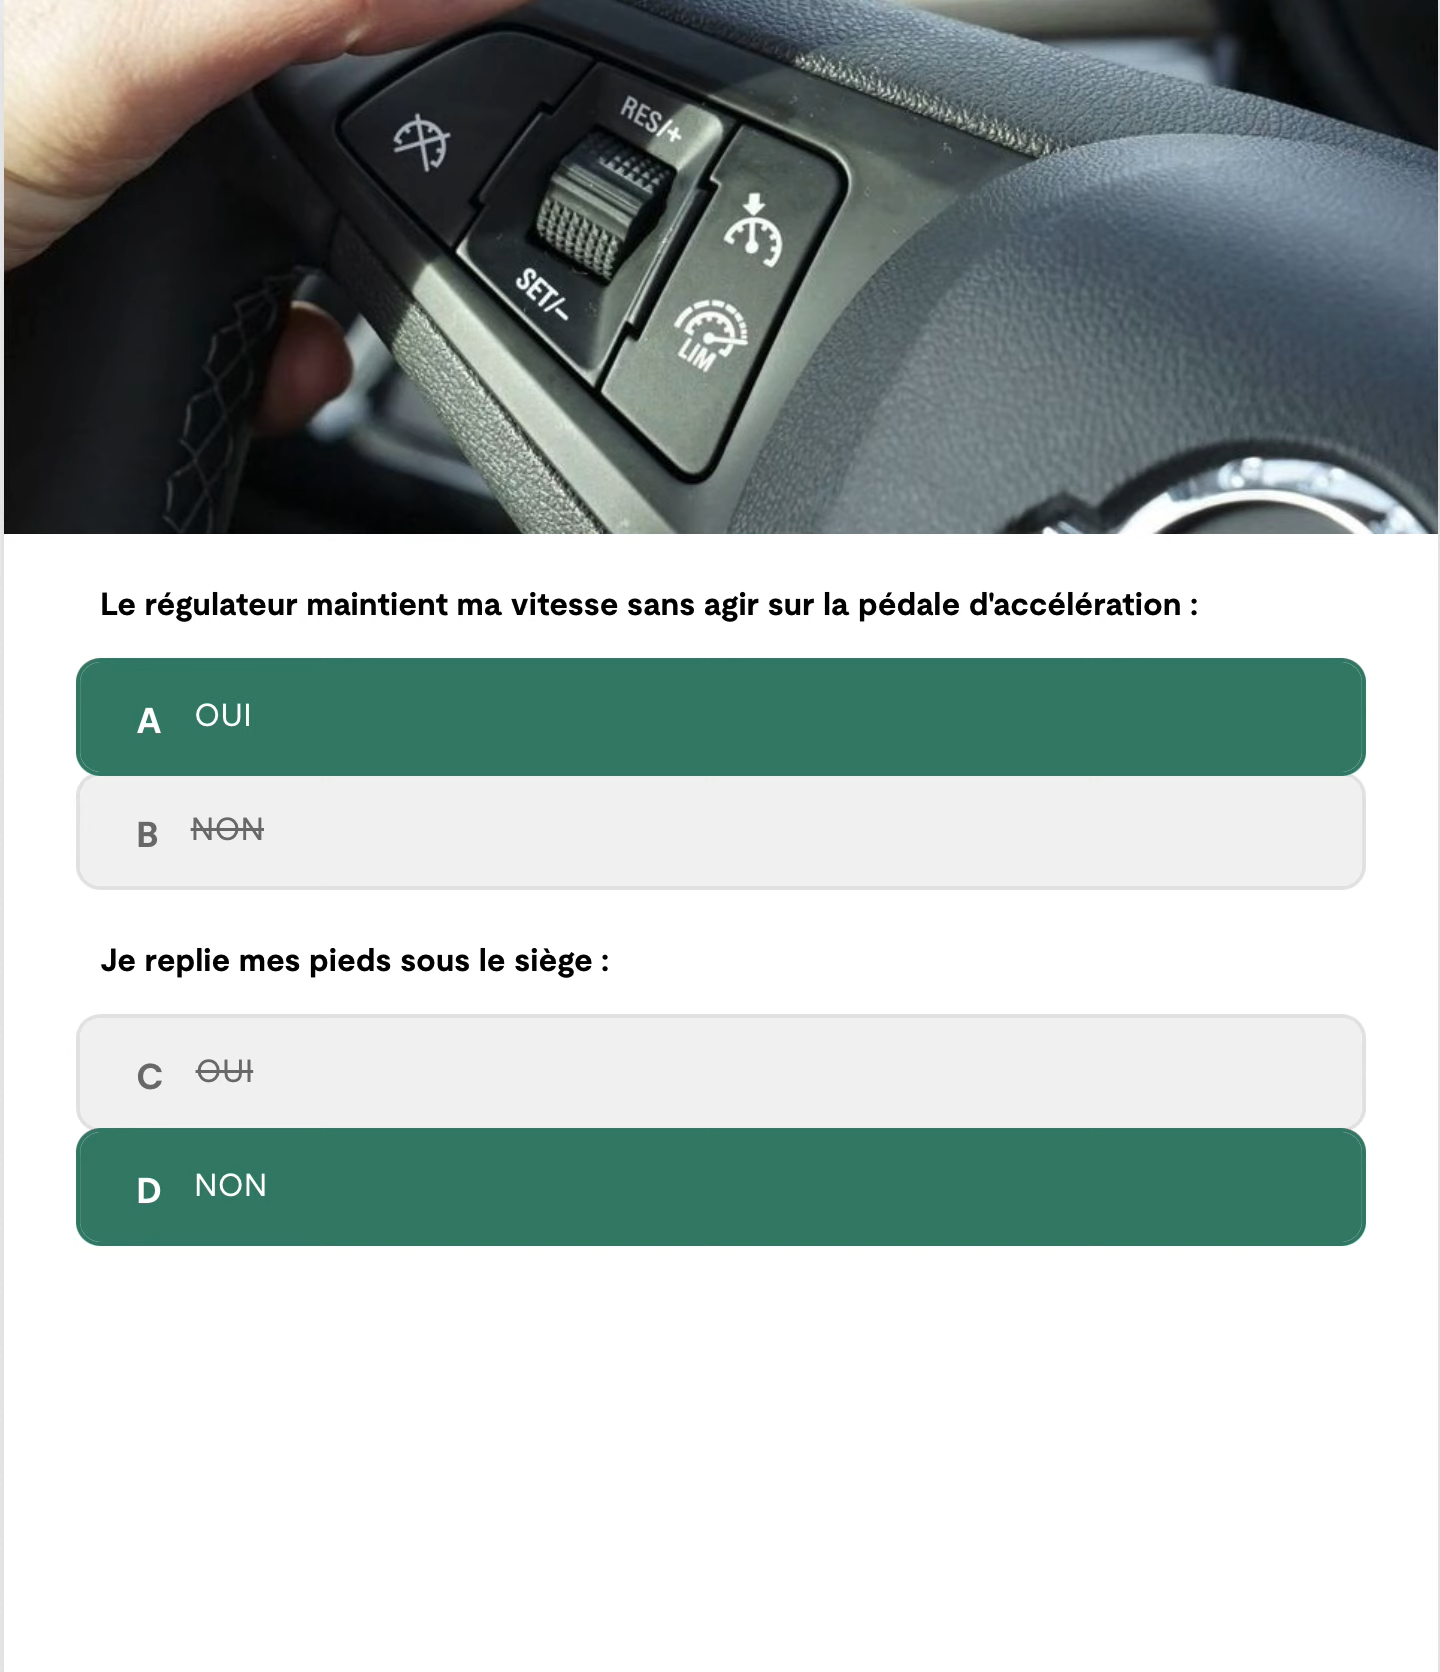 RES/+
SET/-
LIM
Le régulateur maintient ma vitesse sans agir sur la pédale d'accélération :
A OUI
B NON
Je replie mes pieds sous le siège :
C OUI
D NON